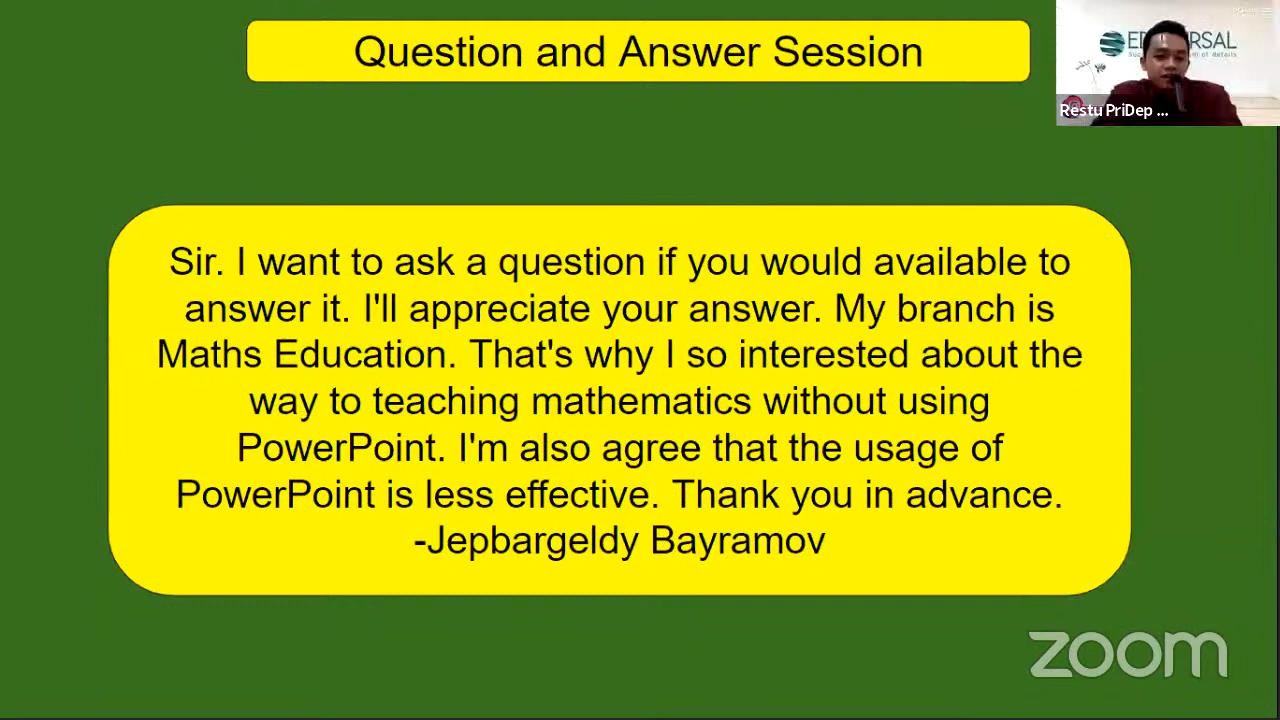 Question and Answer Session
Restu PriDep ...
Sir. I want to ask a question if you would available to
answer it. I'll appreciate your answer. My branch is
Maths Education. That's why I so interested about the
way to teaching mathematics without using
PowerPoint. I'm also agree that the usage of
PowerPoint is less effective. Thank you in advance.
-Jepbargeldy Bayramov
zoom